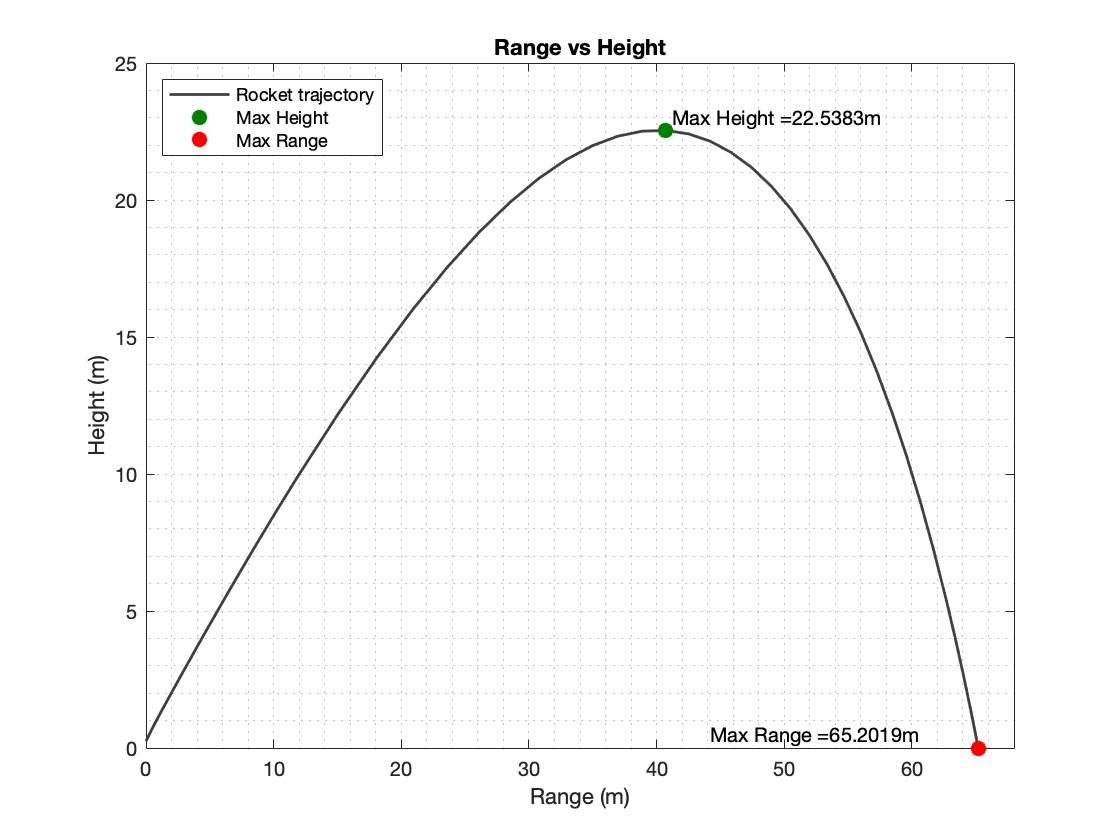 Range vs Height
25
20
15
10
5
0
Height (m)
Rocket trajectory
Max Height
Max Range
Max Height =22.5383m
Max Range =65.2019m
0 10 20 30 40 50 60
Range (m)